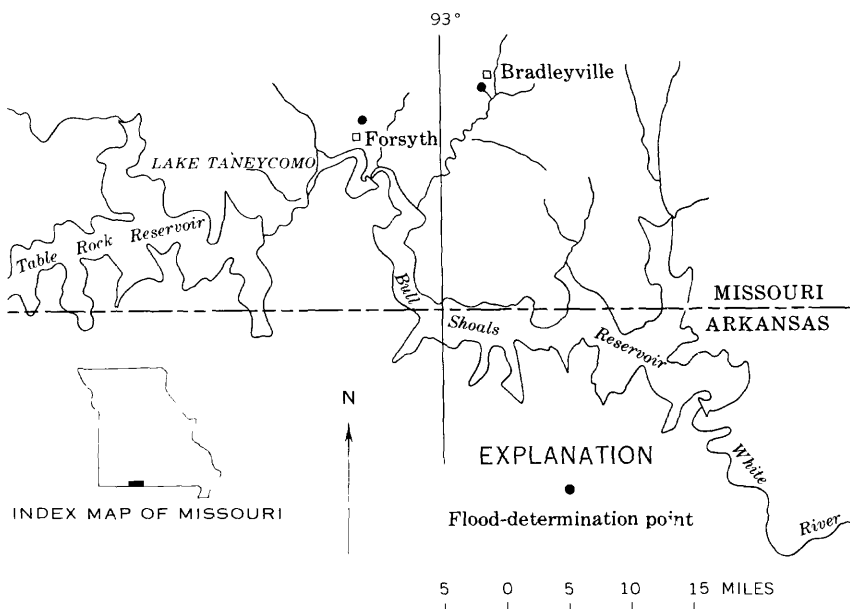 93°
Bradleyville
Forsyth
LAKE TANEYCOMO
Table Rock Reservoir
Bull Shoals Reservoir
MISSOURI
ARKANSAS
White River
N
INDEX MAP OF MISSOURI
EXPLANATION
Flood-determination point
5 0 5 10 15 MILES